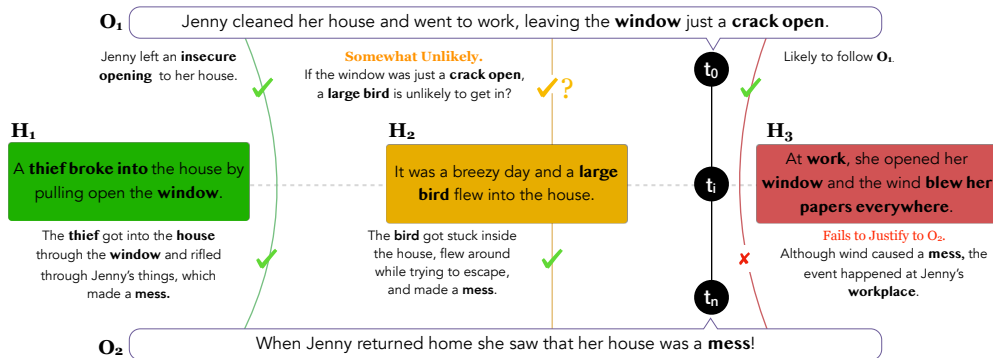 O1 Jenny cleaned her house and went to work, leaving the window just a crack open.
Jenny left an insecure
opening to her house.
Somewhat Unlikely.
If the window was just a crack open,
a large bird is unlikely to get in?
?
t0
Likely to follow O1.
H1
A thief broke into the house by
pulling open the window.
H2
It was a breezy day and a large
bird flew into the house.
ti
H3
At work, she opened her
window and the wind blew her
papers everywhere.
The thief got into the house
through the window and rifled
through Jenny's things, which
made a mess.
The bird got stuck inside
the house, flew around
while trying to escape,
and made a mess.
Fails to Justify to O2.
Although wind caused a mess, the
event happened at Jenny's
workplace.
tn
O2 When Jenny returned home she saw that her house was a mess!